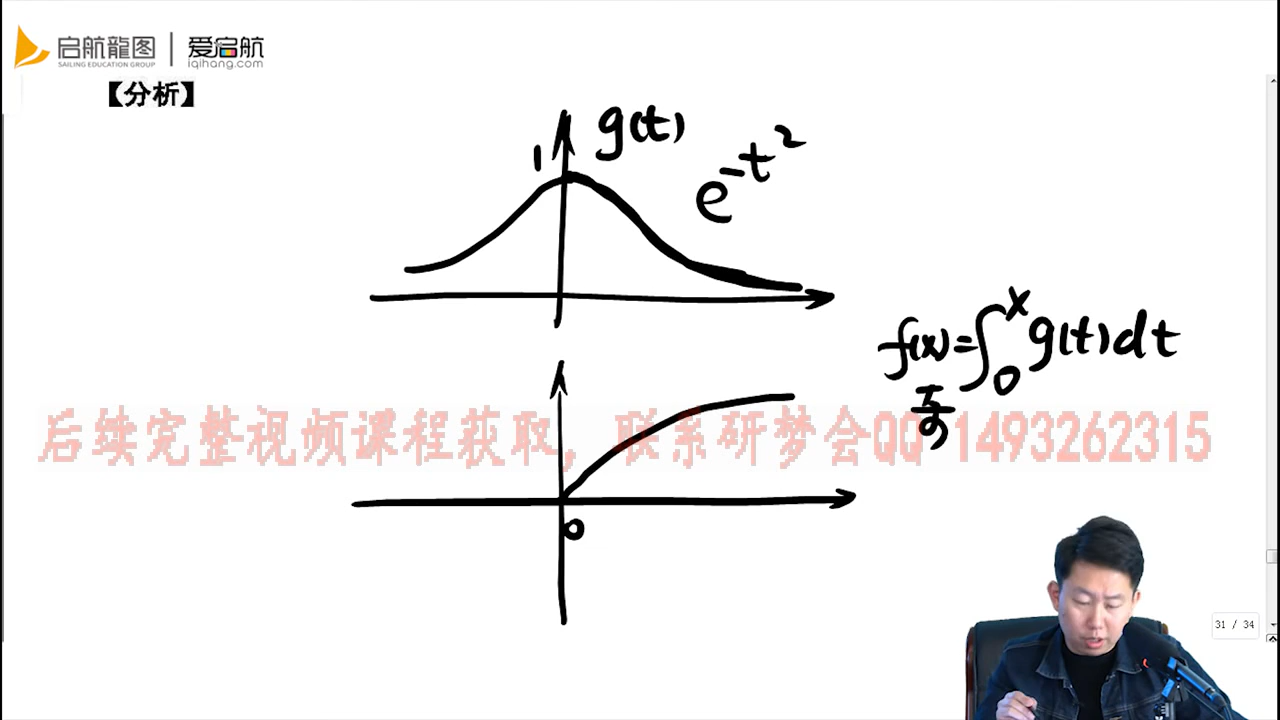 启航龍图 | 爱启航
SAILING EDUCATION GROUP iqihang.com
【分析】
1 g(t)
e^{-t^2}
f(x)=∫_0^x g(t)dt
奇
后续完整视频课程获取，联系研梦会QQ 1493262315
0
31 / 34